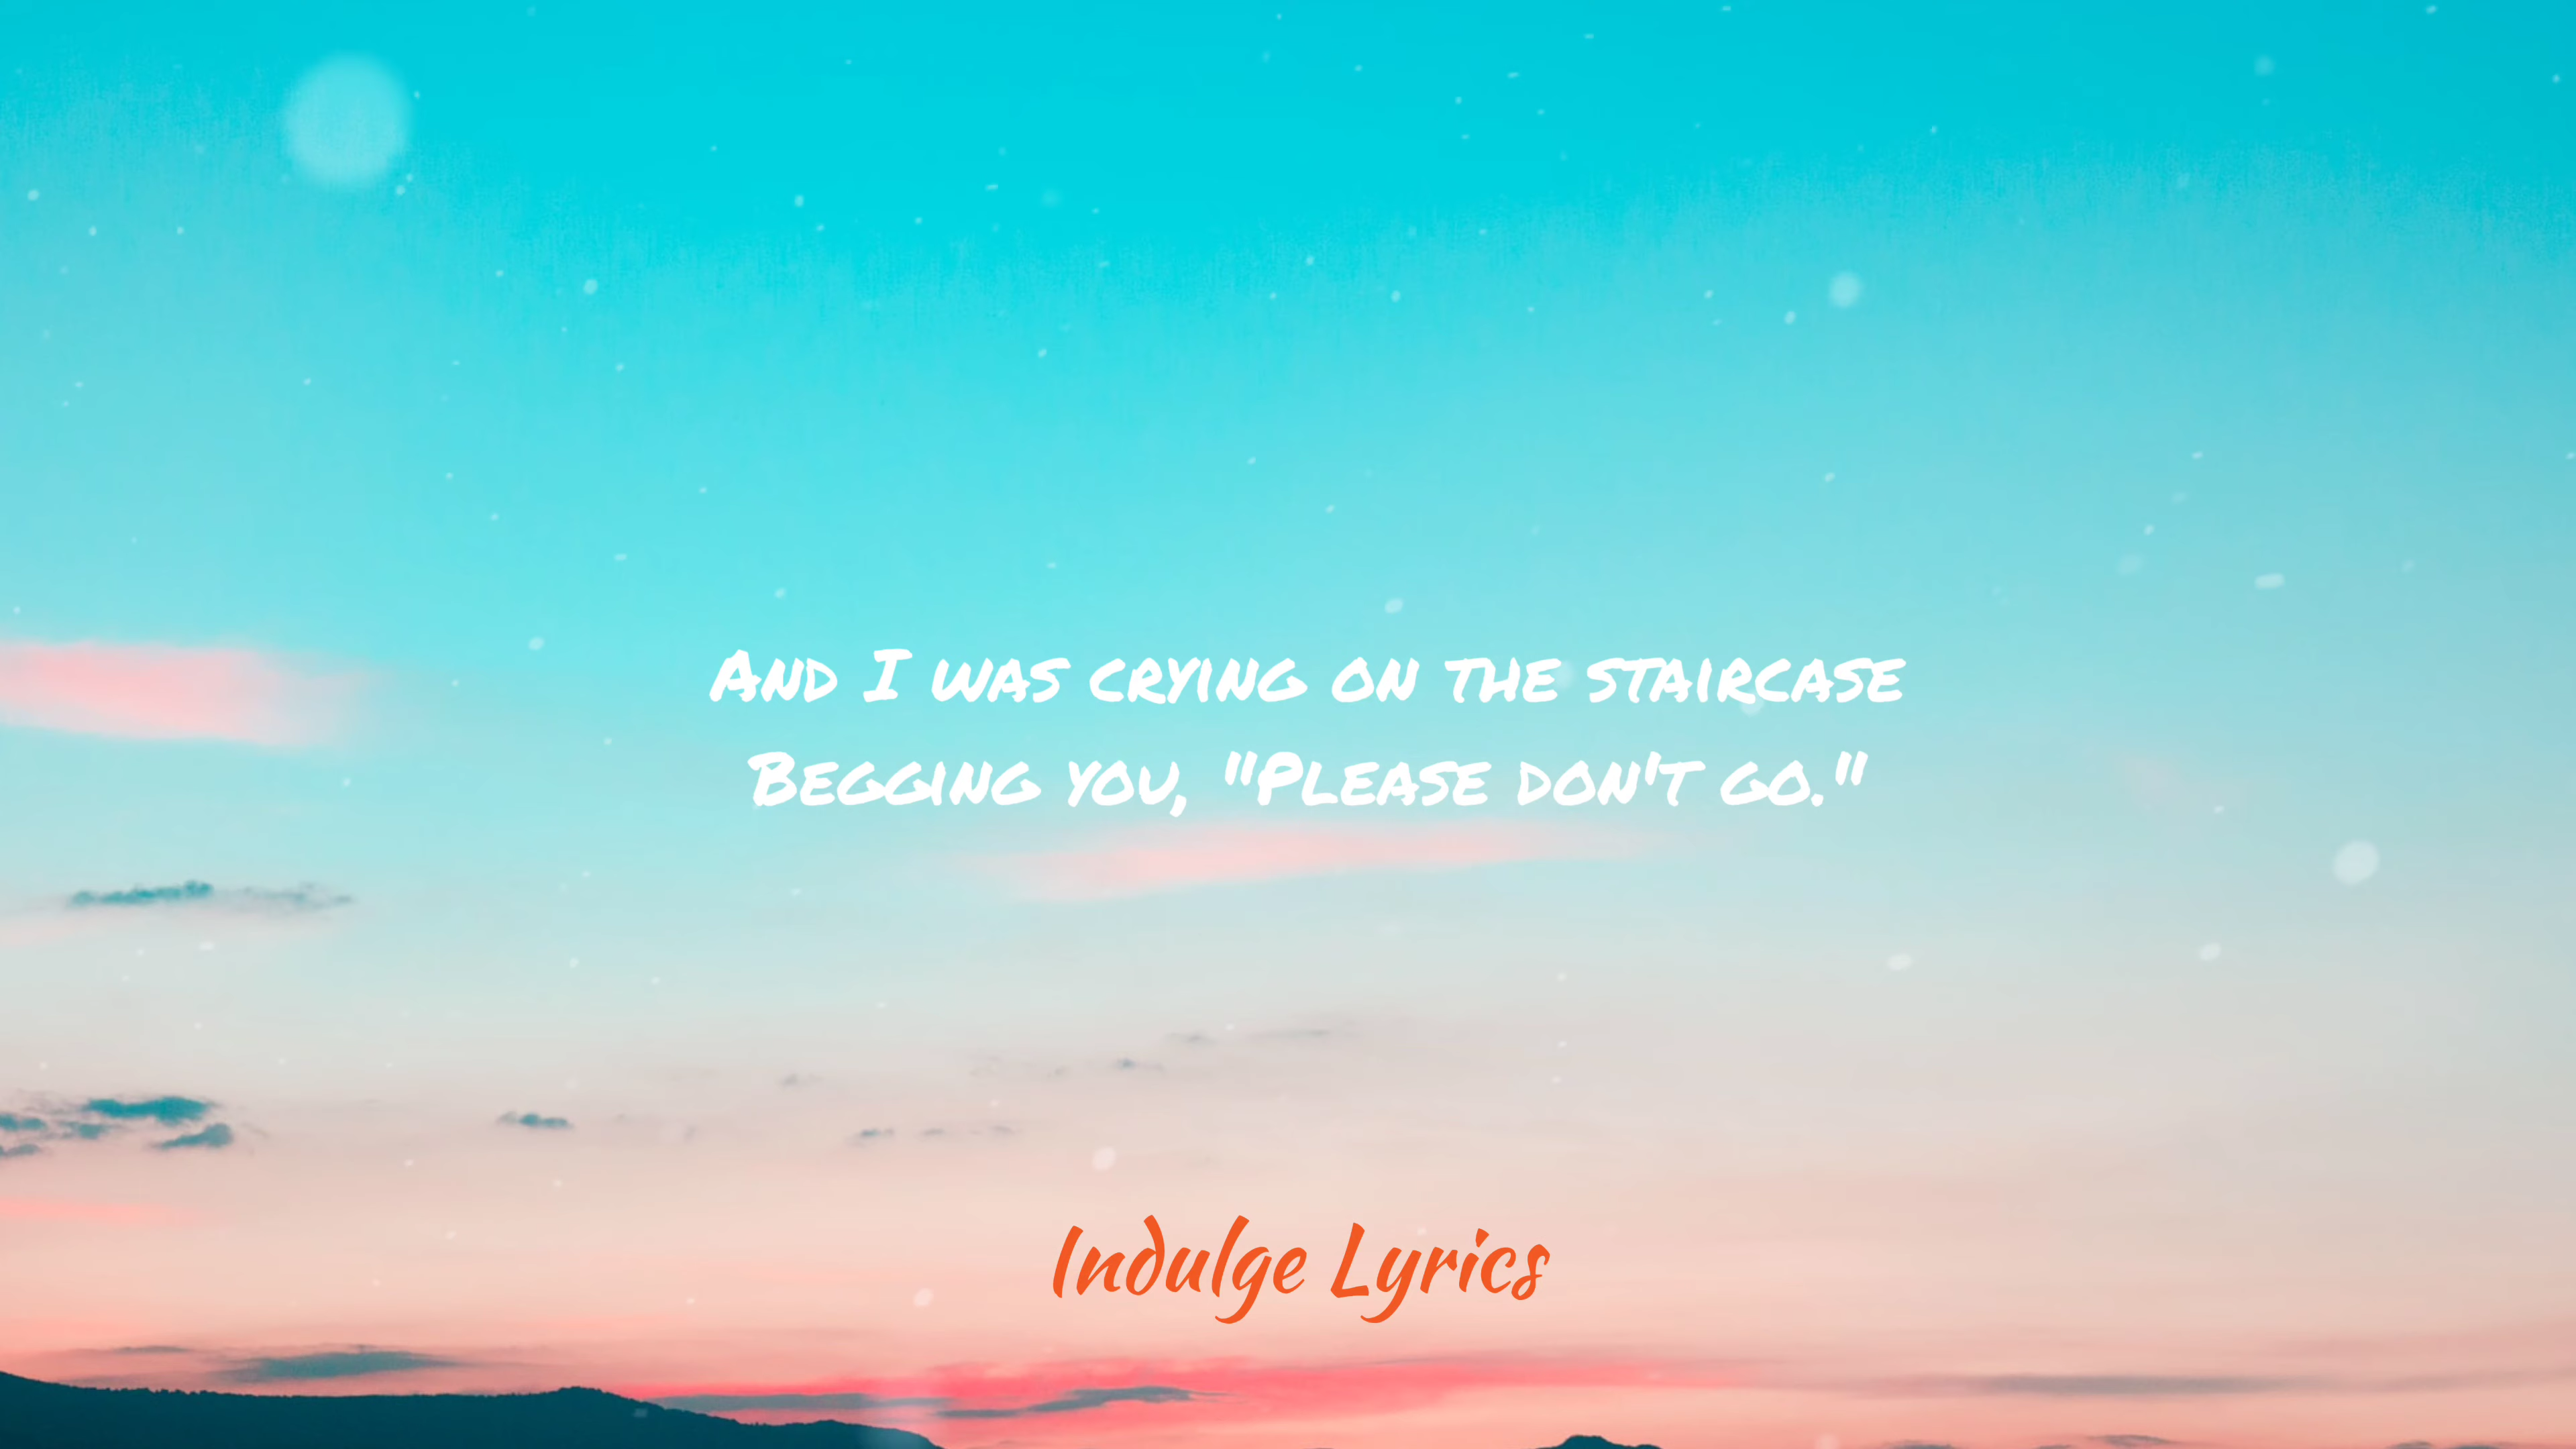 And I was crying on the staircase
Begging you, "Please don't go."
Indulge Lyrics